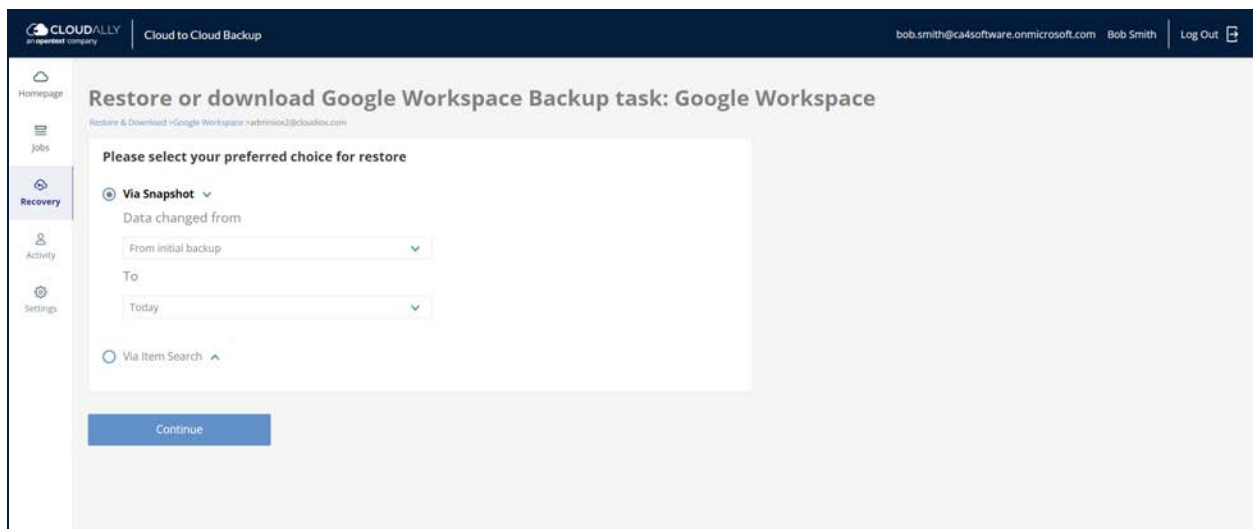 CLOUDALLY
an opentext company
Cloud to Cloud Backup
bob.smith@ca4software.onmicrosoft.com Bob Smith Log Out
Homepage
Jobs
Recovery
Activity
Settings
Restore or download Google Workspace Backup task: Google Workspace
Restore & Download >Google Workspace >adminiox2@cloudiox.com
Please select your preferred choice for restore
Via Snapshot
Data changed from
From initial backup
To
Today
Via Item Search
Continue